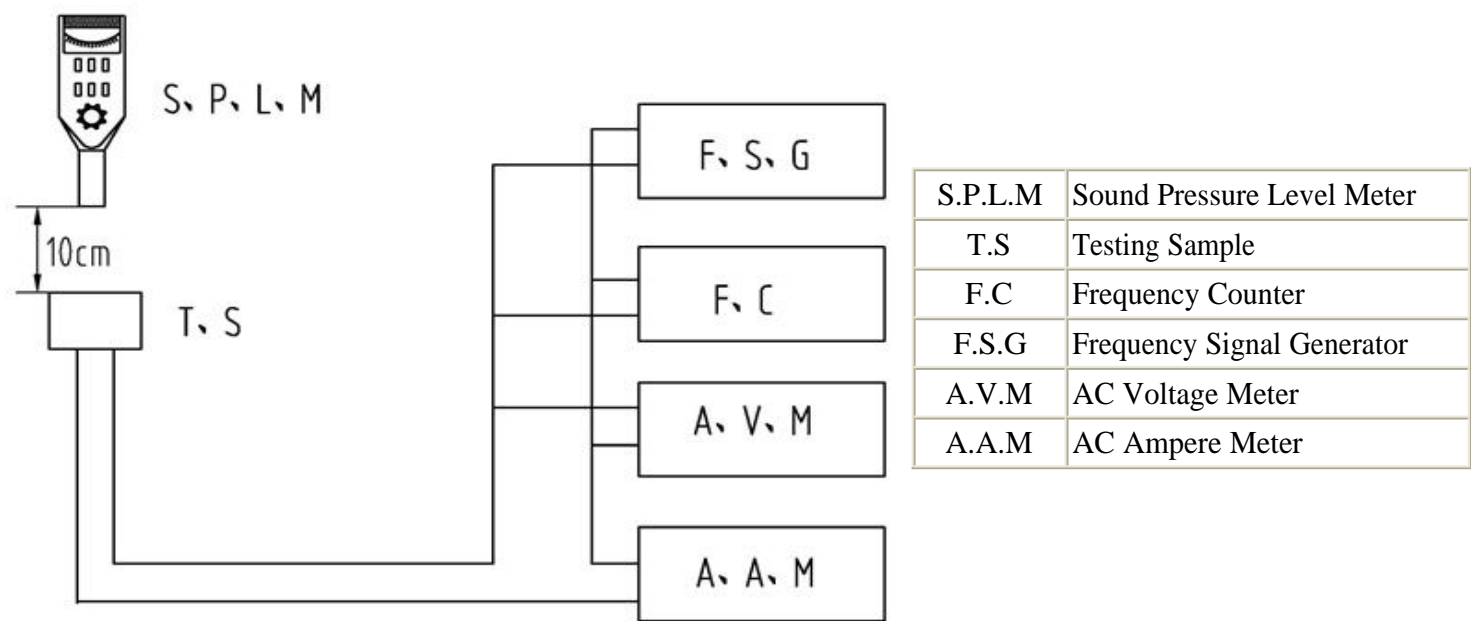 S、P、L、M
10cm
T、S
F、S、G
F、C
A、V、M
A、A、M
S.P.L.M Sound Pressure Level Meter
T.S Testing Sample
F.C Frequency Counter
F.S.G Frequency Signal Generator
A.V.M AC Voltage Meter
A.A.M AC Ampere Meter